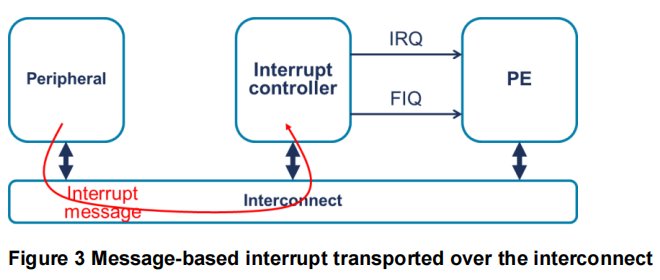 IRQ
Peripheral
Interrupt
controller
PE
FIQ
Interrupt
message
Interconnect
Figure 3 Message-based interrupt transported over the interconnect